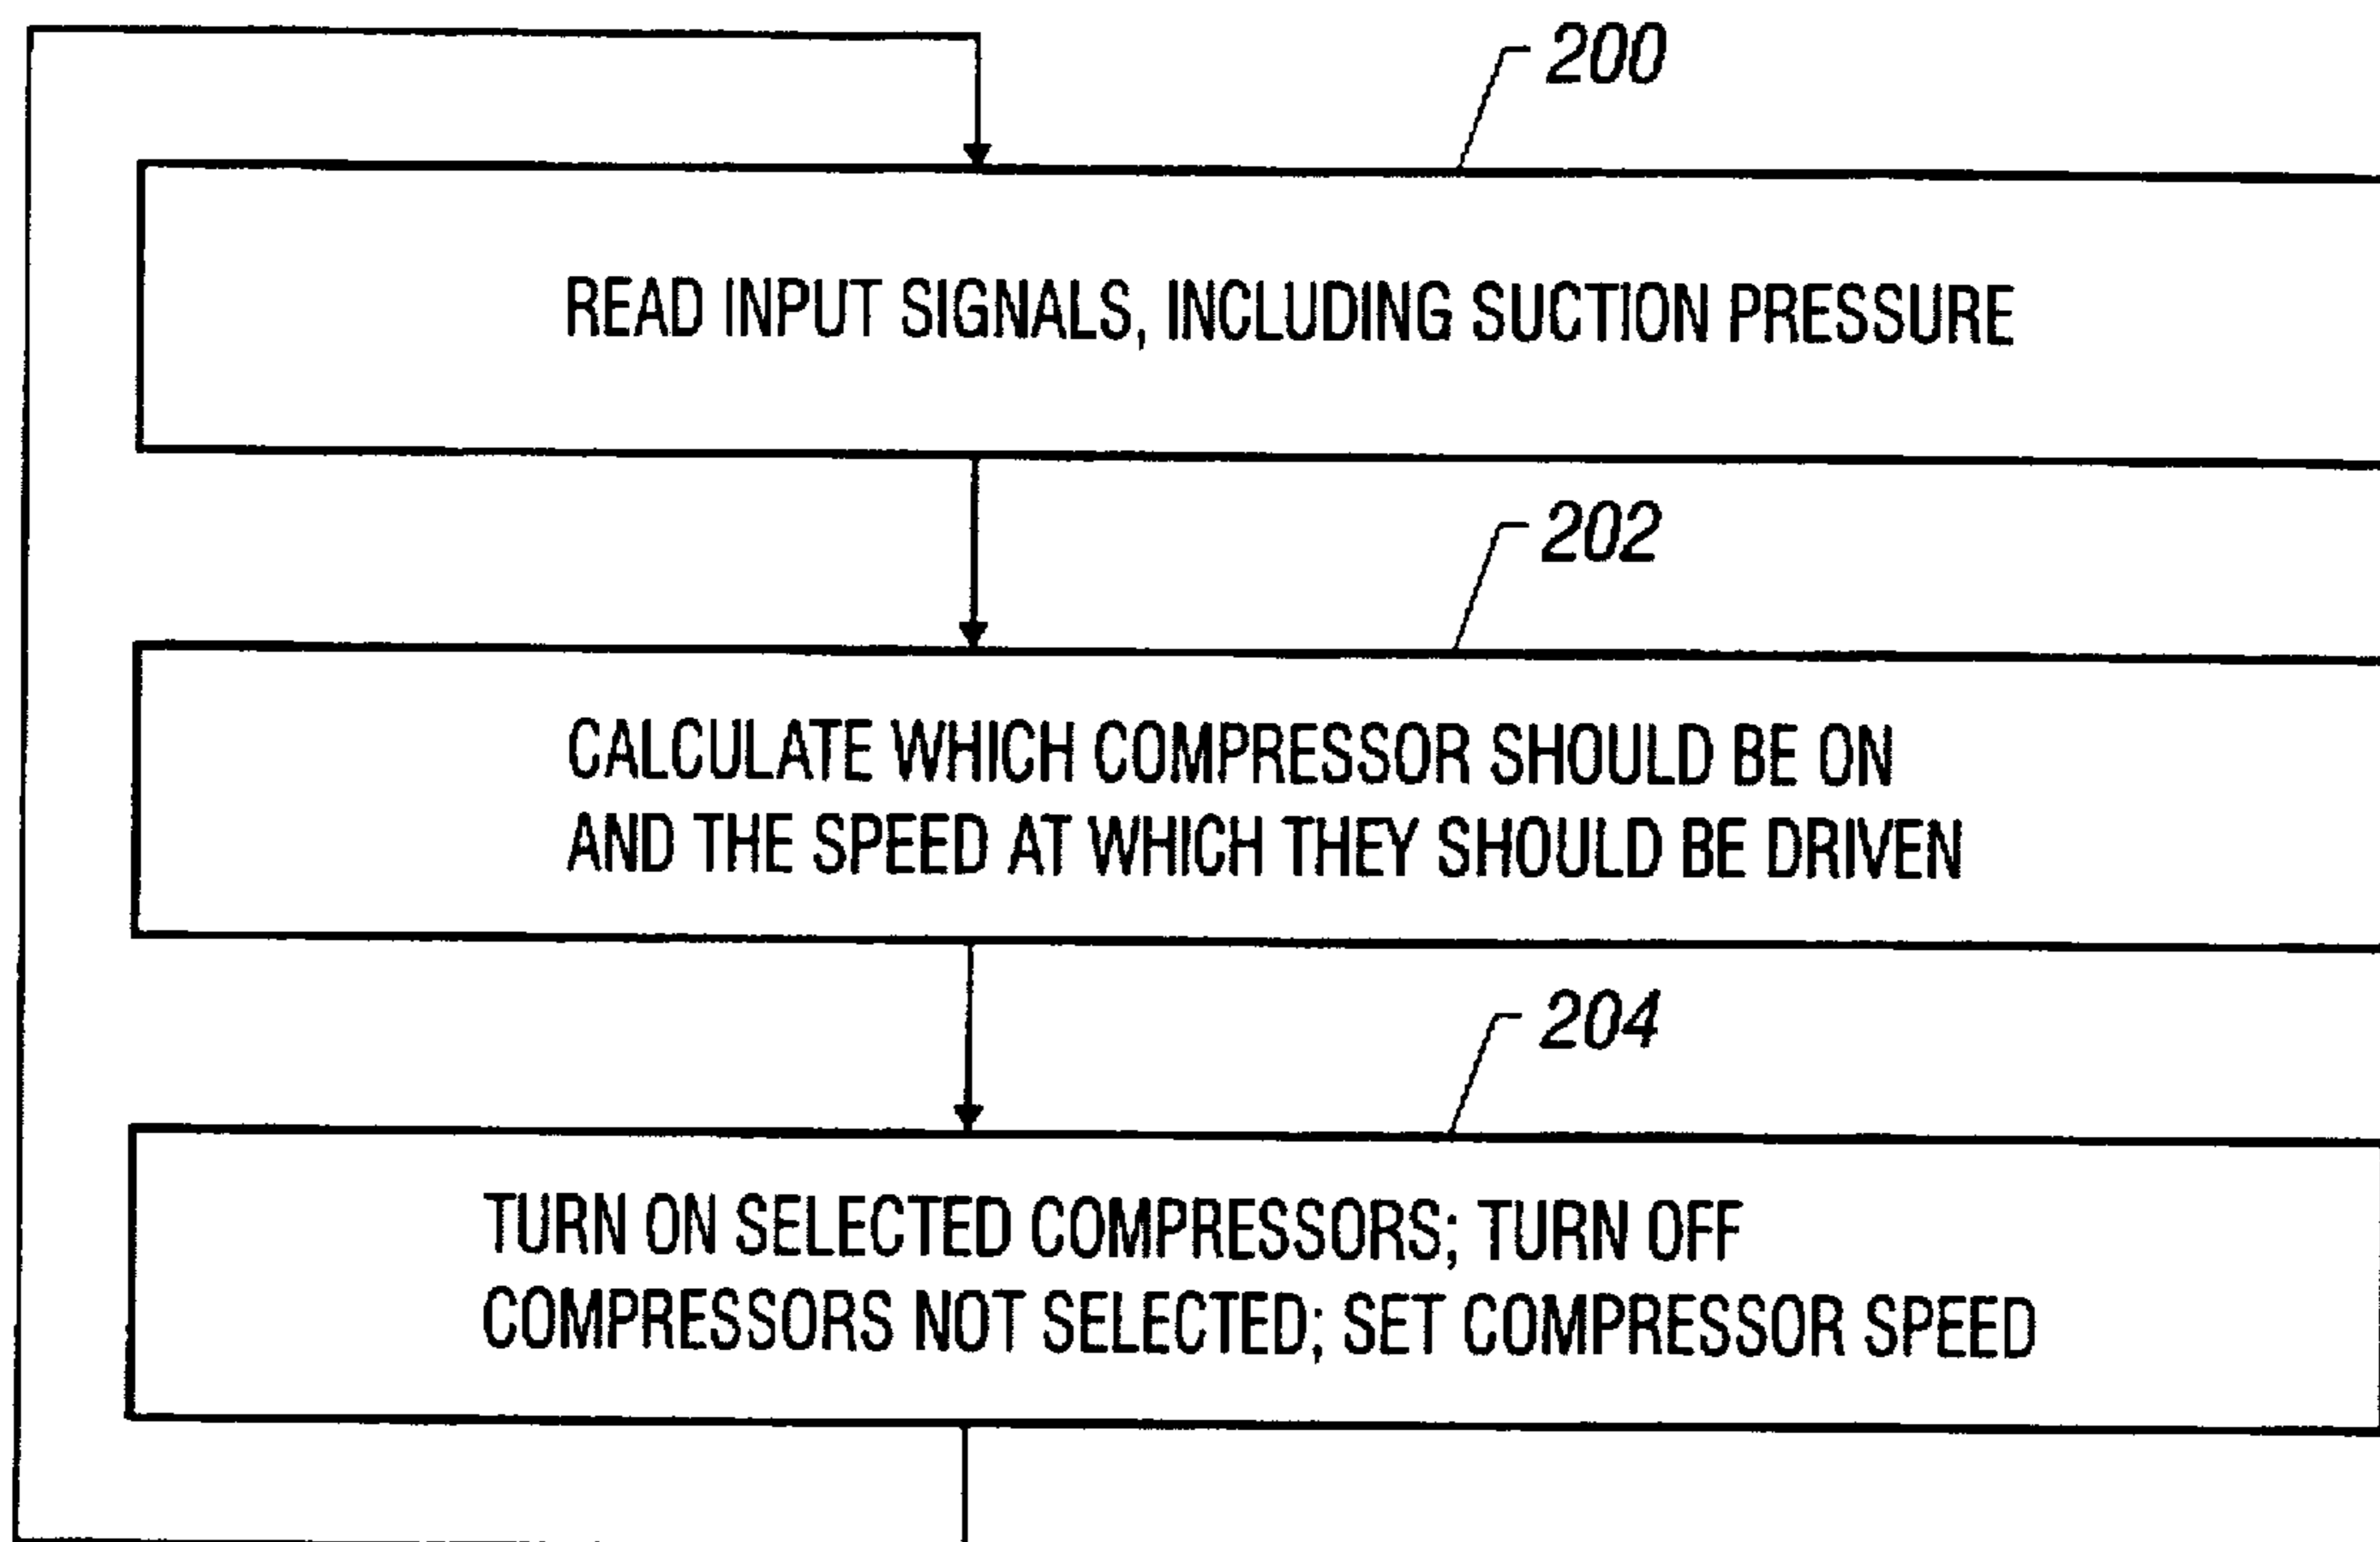 200
READ INPUT SIGNALS, INCLUDING SUCTION PRESSURE
202
CALCULATE WHICH COMPRESSOR SHOULD BE ON
AND THE SPEED AT WHICH THEY SHOULD BE DRIVEN
204
TURN ON SELECTED COMPRESSORS; TURN OFF
COMPRESSORS NOT SELECTED; SET COMPRESSOR SPEED